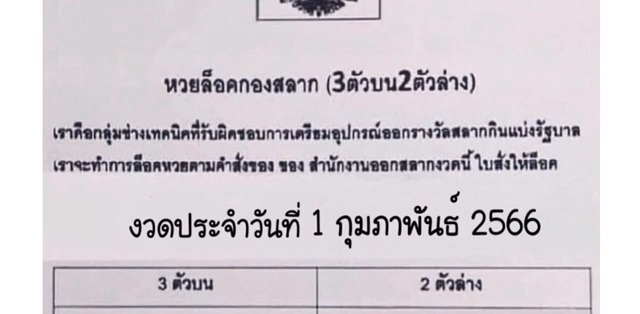 หวยล็อคกองสลาก (3ตัวบน2ตัวล่าง)
เราคือกลุ่มช่างเทคนิคที่รับผิดชอบการเตรียมอุปกรณ์ออกรางวัลสลากกินแบ่งรัฐบาล
เราจะทำการล็อคหวยตามคำสั่งของ ของ สำนักงานออกสลากงวดนี้ ใบสั่งให้ล็อค
งวดประจำวันที่ 1 กุมภาพันธ์ 2566
3 ตัวบน 2 ตัวล่าง